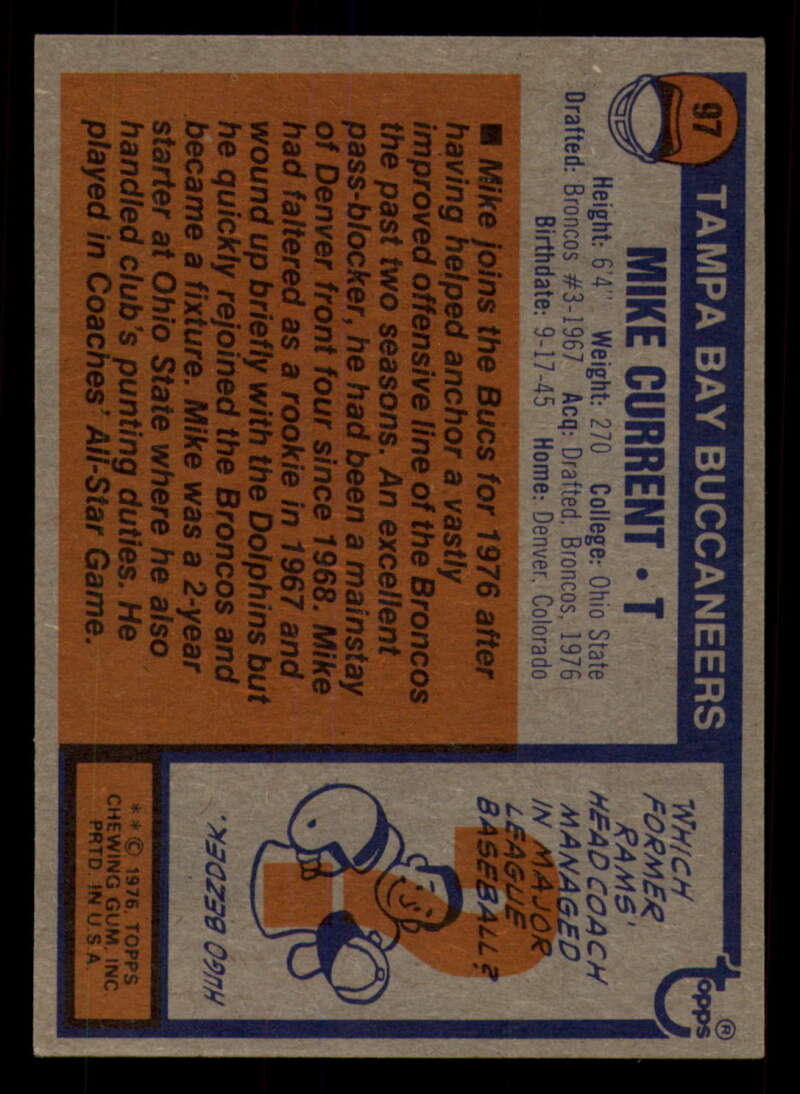 97
TAMPA BAY BUCCANEERS
MIKE CURRENT • T
Height: 6'4" Weight: 270 College: Ohio State
Drafted: Broncos #3-1967 Acq: Drafted, Broncos, 1976
Birthdate: 9-17-45 Home: Denver, Colorado
■ Mike joins the Bucs for 1976 after
having helped anchor a vastly
improved offensive line of the Broncos
the past two seasons. An excellent
pass-blocker, he had been a mainstay
of Denver front four since 1968. Mike
had faltered as a rookie in 1967 and
wound up briefly with the Dolphins but
he quickly rejoined the Broncos and
became a fixture. Mike was a 2-year
starter at Ohio State where he also
handled club's punting duties. He
played in Coaches' All-Star Game.
topps®
WHICH
FORMER
RAMS'
HEAD COACH
MANAGED
IN MAJOR
LEAGUE
BASEBALL?
?
HUGO BEZDEK.
**© 1976, TOPPS
CHEWING GUM, INC.
PRTD. IN U.S.A.